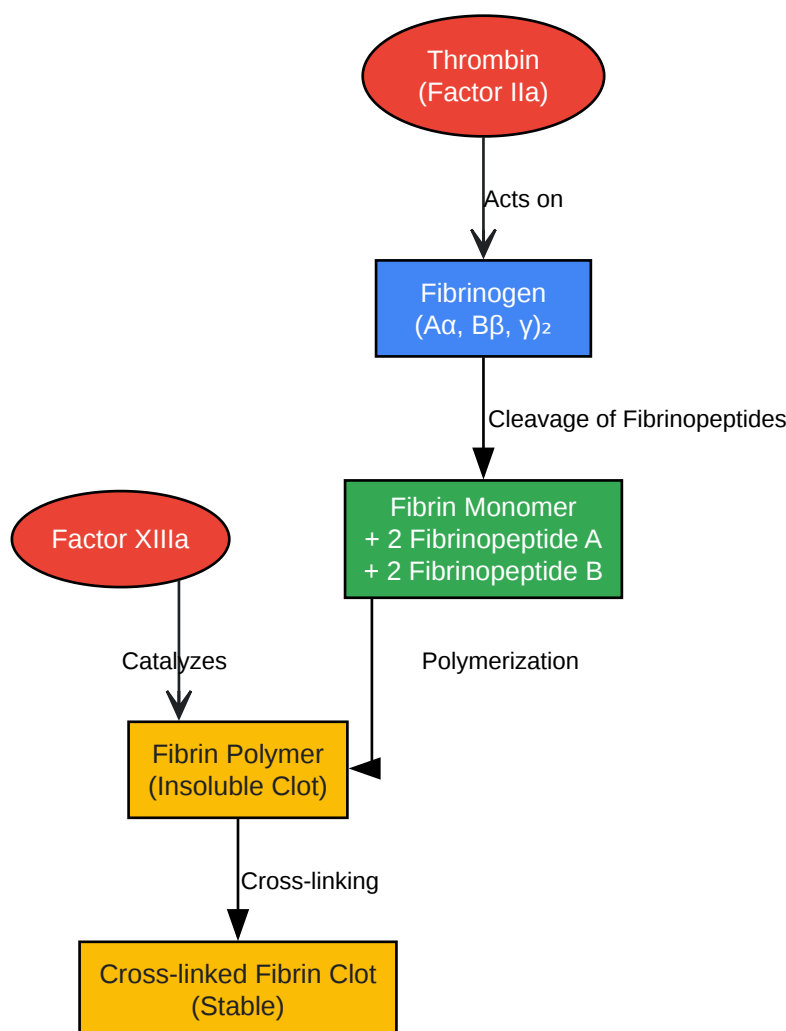 Thrombin
(Factor IIa)
Acts on
Fibrinogen
(Aα, Bβ, γ)₂
Cleavage of Fibrinopeptides
Fibrin Monomer
+ 2 Fibrinopeptide A
+ 2 Fibrinopeptide B
Factor XIIIa
Catalyzes
Polymerization
Fibrin Polymer
(Insoluble Clot)
Cross-linking
Cross-linked Fibrin Clot
(Stable)